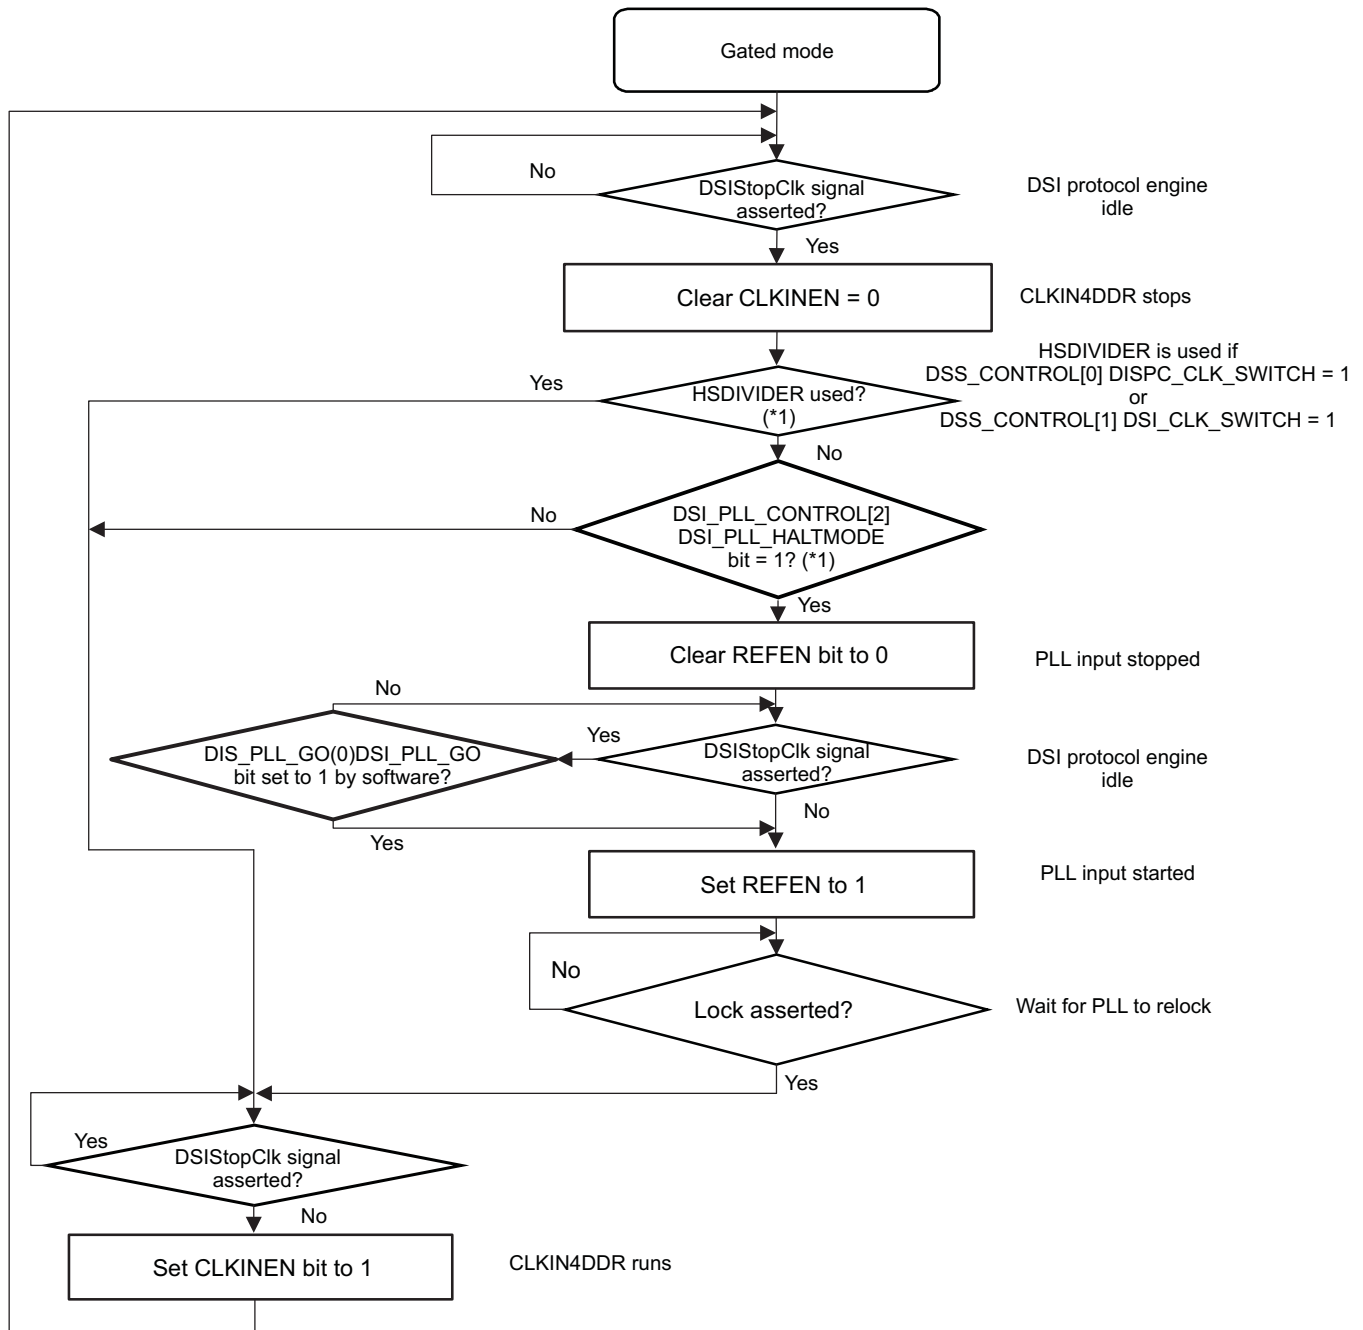 Gated mode
No
DSIStopClk signal
asserted?
DSI protocol engine
idle
Yes
Clear CLKINEN = 0
CLKIN4DDR stops
Yes
HSDIVIDER used?
(*1)
HSDIVIDER is used if
DSS_CONTROL[0] DISPC_CLK_SWITCH = 1
or
DSS_CONTROL[1] DSI_CLK_SWITCH = 1
No
No
DSI_PLL_CONTROL[2]
DSI_PLL_HALTMODE
bit = 1? (*1)
Yes
Clear REFEN bit to 0
PLL input stopped
No
DIS_PLL_GO(0)DSI_PLL_GO
bit set to 1 by software?
Yes
DSIStopClk signal
asserted?
DSI protocol engine
idle
No
Yes
Set REFEN to 1
PLL input started
No
Lock asserted?
Wait for PLL to relock
Yes
Yes
DSIStopClk signal
asserted?
No
Set CLKINEN bit to 1
CLKIN4DDR runs